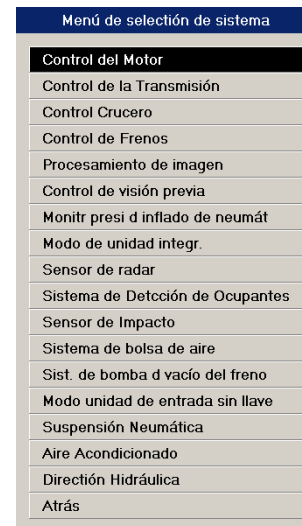 Menú de selectión de sistema
Control del Motor
Control de la Transmisión
Control Crucero
Control de Frenos
Procesamiento de imagen
Control de visión previa
Monitr presi d inflado de neumát
Modo de unidad integr.
Sensor de radar
Sistema de Detcción de Ocupantes
Sensor de Impacto
Sistema de bolsa de aire
Sist. de bomba d vacío del freno
Modo unidad de entrada sin llave
Suspensión Neumática
Aire Acondicionado
Directión Hidráulica
Atrás